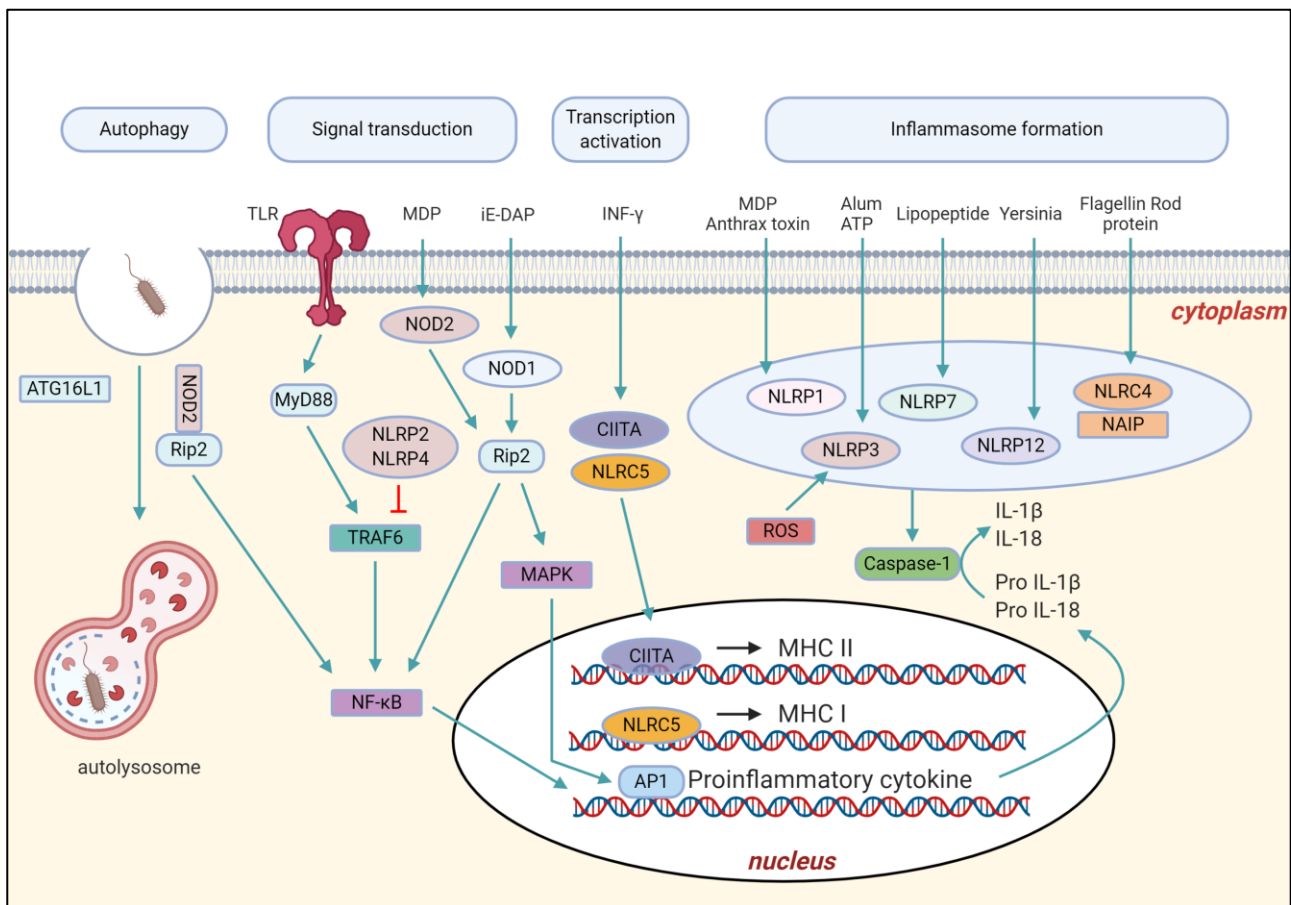 Autophagy
Signal transduction
Transcription
activation
Inflammasome formation
TLR
MDP
iE-DAP
INF-γ
MDP
Anthrax toxin
Alum
ATP
Lipopeptide
Yersinia
Flagellin Rod
protein
cytoplasm
NOD2
NOD1
ATG16L1
NOD2
Rip2
MyD88
NLRP2
NLRP4
Rip2
CIITA
NLRC5
NLRP1
NLRP3
NLRP7
NLRP12
NLRC4
NAIP
TRAF6
MAPK
ROS
Caspase-1
IL-1β
IL-18
Pro IL-1β
Pro IL-18
NF-κB
autolysosome
CIITA
MHC II
NLRC5
MHC I
AP1
Proinflammatory cytokine
nucleus